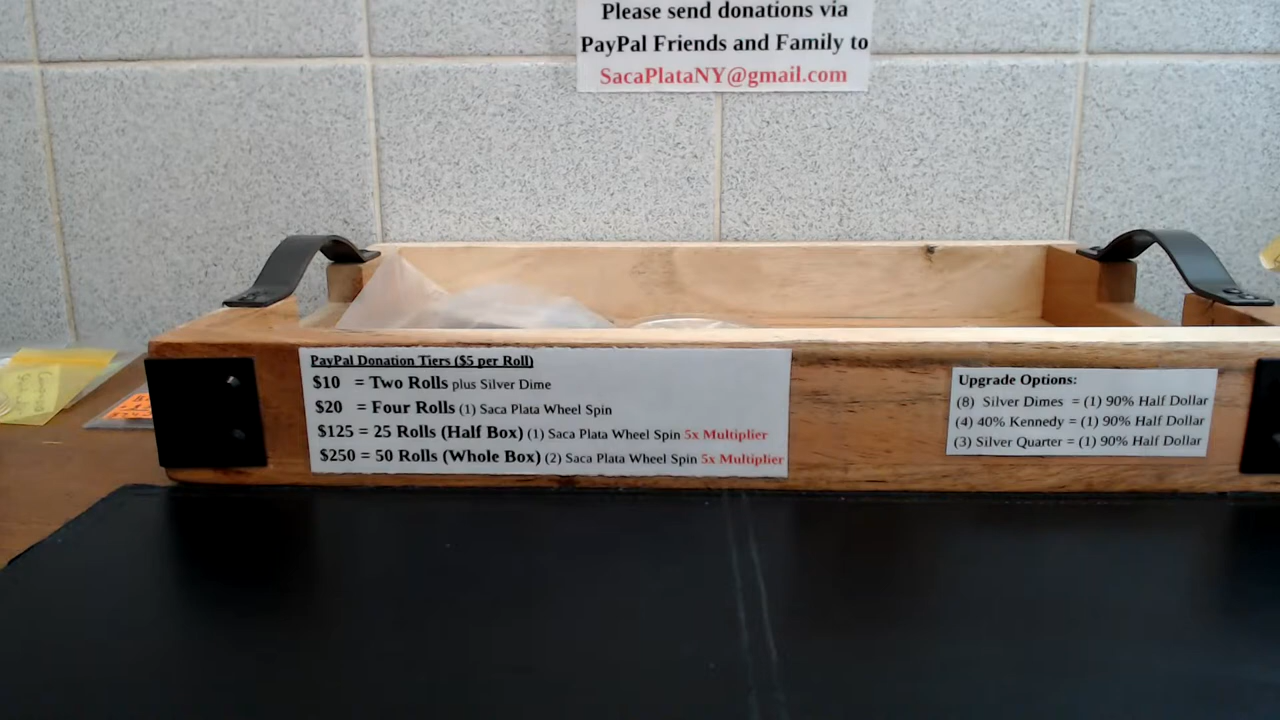 Please send donations via
PayPal Friends and Family to
SacaPlataNY@gmail.com
PayPal Donation Tiers ($5 per Roll)
$10 = Two Rolls plus Silver Dime
$20 = Four Rolls (1) Saca Plata Wheel Spin
$125 = 25 Rolls (Half Box) (1) Saca Plata Wheel Spin 5x Multiplier
$250 = 50 Rolls (Whole Box) (2) Saca Plata Wheel Spin 5x Multiplier
Upgrade Options:
(8) Silver Dimes = (1) 90% Half Dollar
(4) 40% Kennedy = (1) 90% Half Dollar
(3) Silver Quarter = (1) 90% Half Dollar